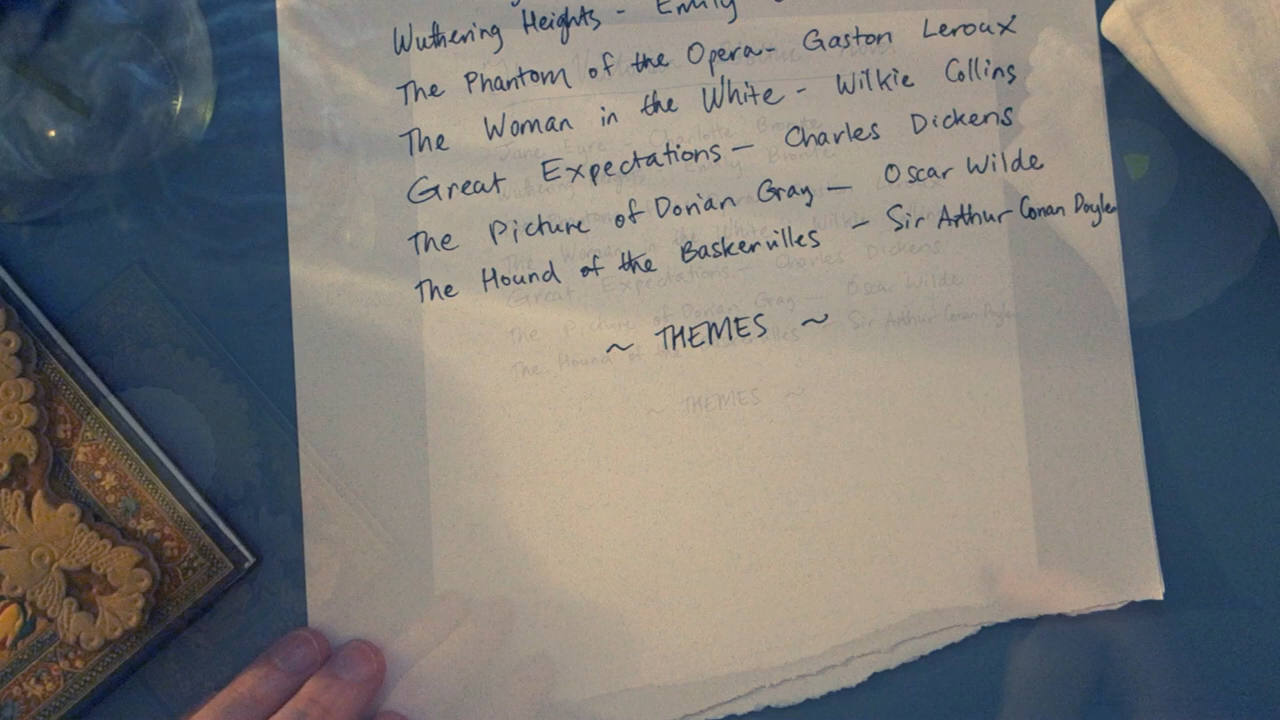 Wuthering Heights - Emily
The Phantom of the Opera- Gaston Leroux
The Woman in the White - Wilkie Collins
Great Expectations — Charles Dickens
The Picture of Dorian Gray — Oscar Wilde
The Hound of the Baskervilles — Sir Arthur Conan Doyle
~ THEMES ~